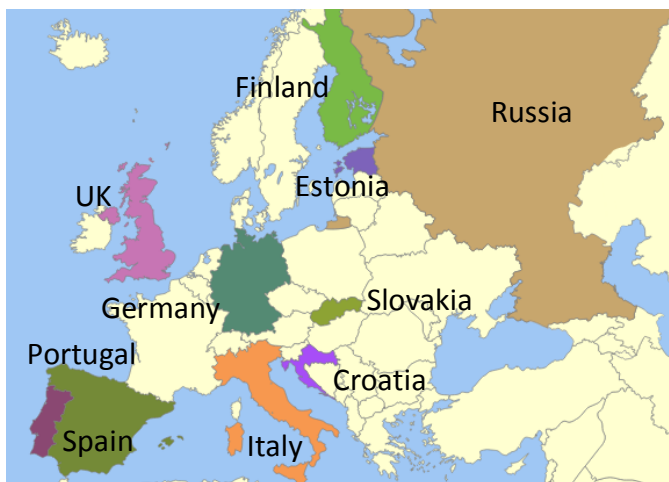 Finland
Russia
Estonia
UK
Germany
Slovakia
Portugal
Croatia
Spain
Italy